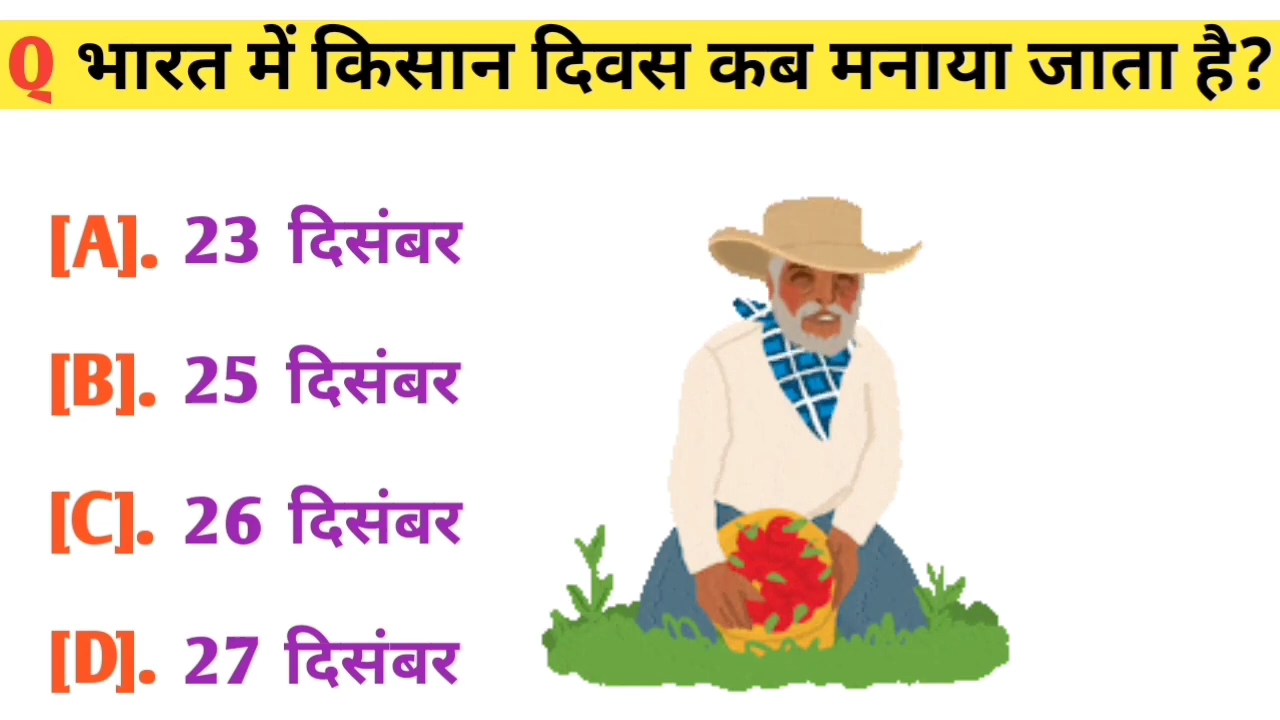 Q भारत में किसान दिवस कब मनाया जाता है?
[A]. 23 दिसंबर
[B]. 25 दिसंबर
[C]. 26 दिसंबर
[D]. 27 दिसंबर